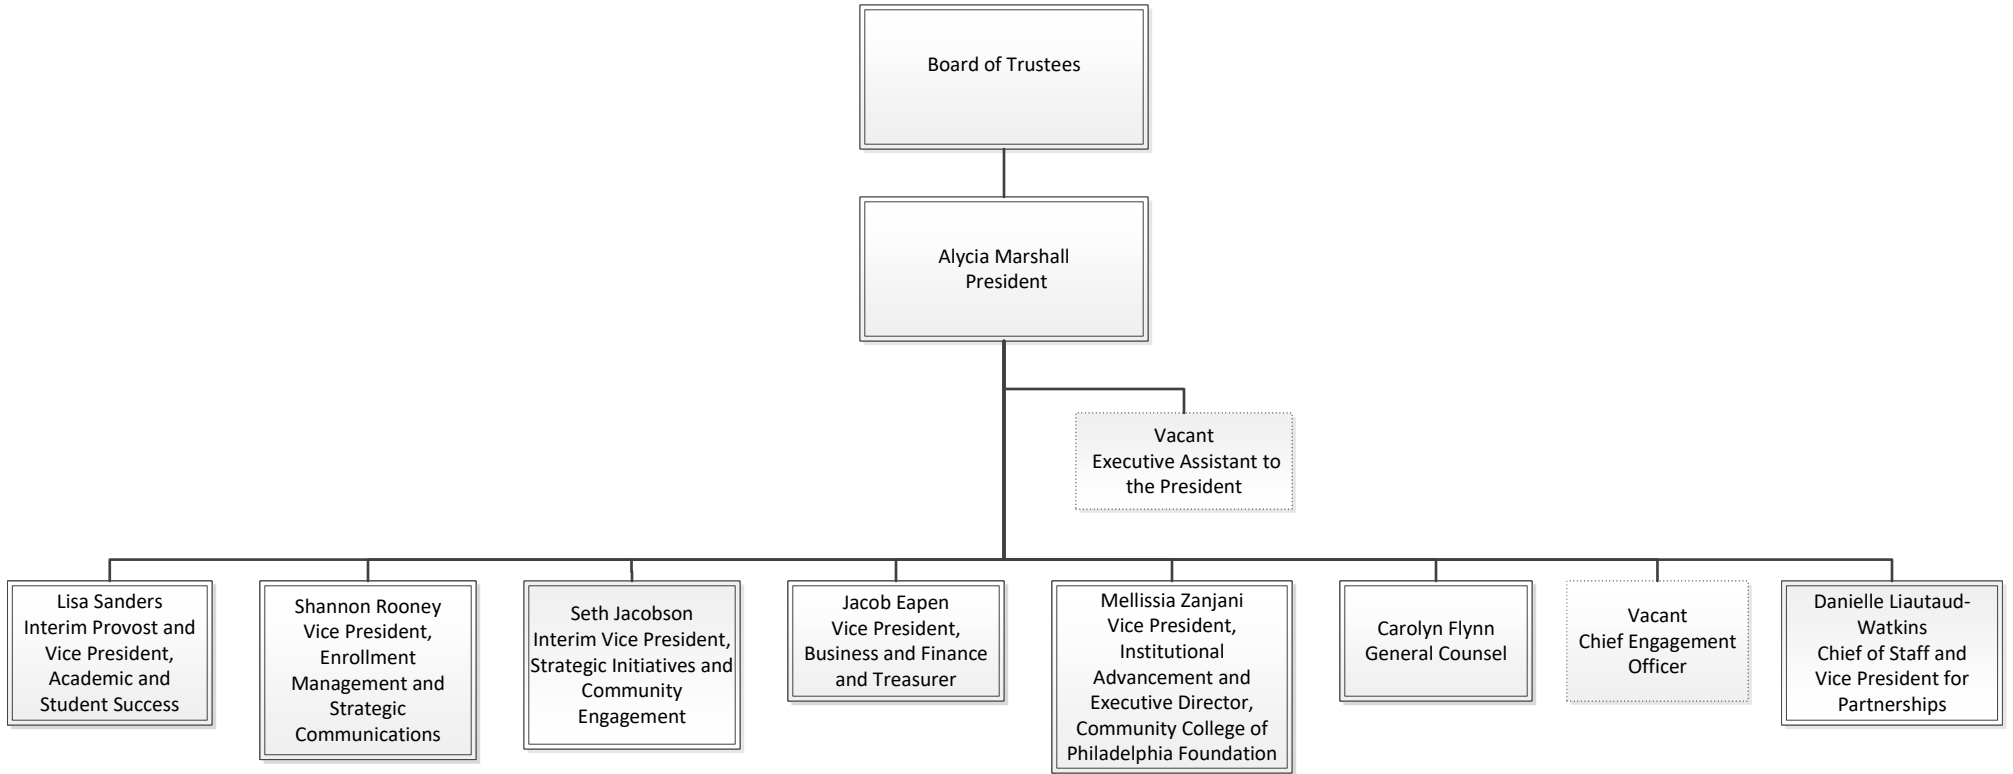 Board of Trustees
Alycia Marshall
President
Vacant
Executive Assistant to
the President
Lisa Sanders
Interim Provost and
Vice President,
Academic and
Student Success
Shannon Rooney
Vice President,
Enrollment
Management and
Strategic
Communications
Seth Jacobson
Interim Vice President,
Strategic Initiatives and
Community
Engagement
Jacob Eapen
Vice President,
Business and Finance
and Treasurer
Mellissia Zanjani
Vice President,
Institutional
Advancement and
Executive Director,
Community College of
Philadelphia Foundation
Carolyn Flynn
General Counsel
Vacant
Chief Engagement
Officer
Danielle Liautaud-
Watkins
Chief of Staff and
Vice President for
Partnerships